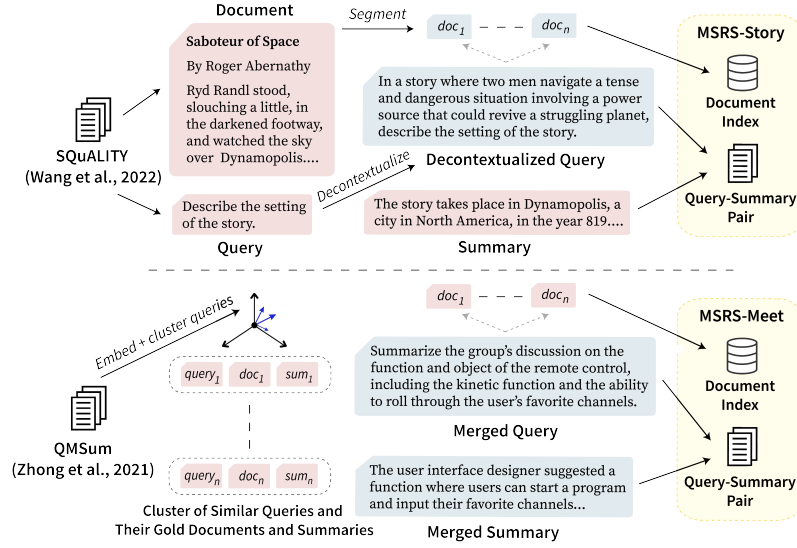 Document
Segment
doc1
docn
MSRS-Story
Saboteur of Space
By Roger Abernathy
Ryd Randl stood,
slouching a little, in
the darkened footway,
and watched the sky
over Dynamopolis....
In a story where two men navigate a tense
and dangerous situation involving a power
source that could revive a struggling planet,
describe the setting of the story.
Document
Index
SQuALITY
(Wang et al., 2022)
Decontextualize
Decontextualized Query
Describe the setting
of the story.
Query
The story takes place in Dynamopolis, a
city in North America, in the year 819....
Summary
Query-Summary
Pair
Embed + cluster queries
doc1
docn
MSRS-Meet
query1
doc1
sum1
Summarize the group's discussion on the
function and object of the remote control,
including the kinetic function and the ability
to roll through the user's favorite channels.
Merged Query
Document
Index
QMSum
(Zhong et al., 2021)
queryn
docn
sumn
The user interface designer suggested a
function where users can start a program
and input their favorite channels...
Merged Summary
Query-Summary
Pair
Cluster of Similar Queries and
Their Gold Documents and Summaries